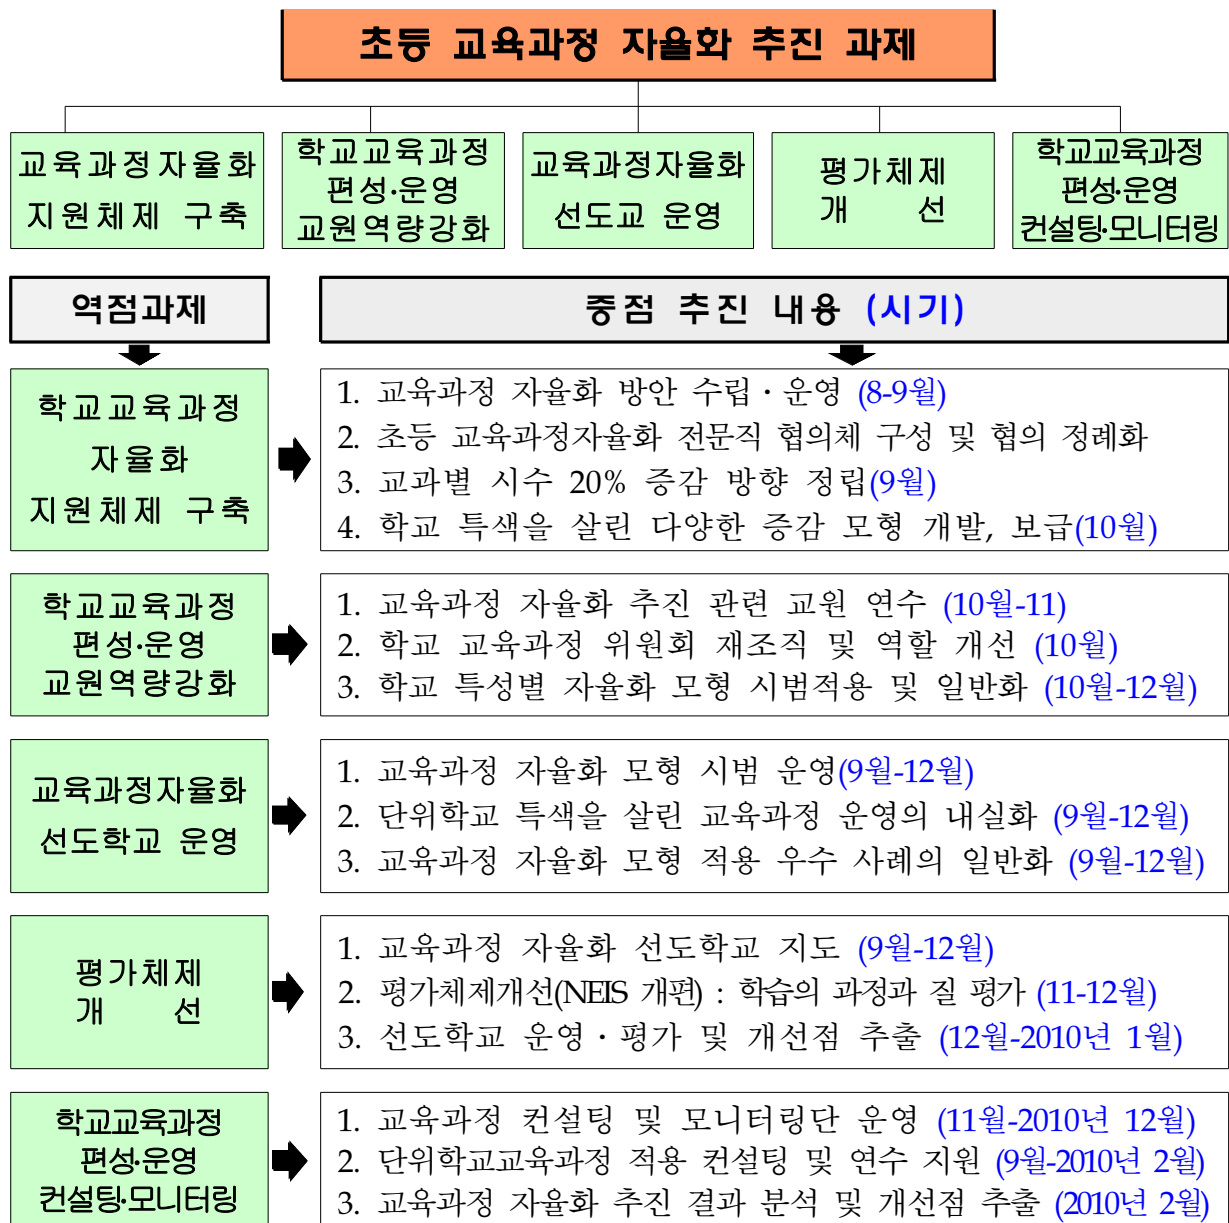 초등 교육과정 자율화 추진 과제
교육과정자율화
지원체제 구축
학교교육과정
편성·운영
교원역량강화
교육과정자율화
선도교 운영
평가체제
개 선
학교교육과정
편성·운영
컨설팅·모니터링
역점과제
중점 추진 내용 (시기)
학교교육과정
자율화
지원체제 구축
1. 교육과정 자율화 방안 수립·운영 (8-9월)
2. 초등 교육과정자율화 전문직 협의체 구성 및 협의 정례화
3. 교과별 시수 20% 증감 방향 정립(9월)
4. 학교 특색을 살린 다양한 증감 모형 개발, 보급(10월)
학교교육과정
편성·운영
교원역량강화
1. 교육과정 자율화 추진 관련 교원 연수 (10월-11)
2. 학교 교육과정 위원회 재조직 및 역할 개선 (10월)
3. 학교 특성별 자율화 모형 시범적용 및 일반화 (10월-12월)
교육과정자율화
선도학교 운영
1. 교육과정 자율화 모형 시범 운영(9월-12월)
2. 단위학교 특색을 살린 교육과정 운영의 내실화 (9월-12월)
3. 교육과정 자율화 모형 적용 우수 사례의 일반화 (9월-12월)
평가체제
개 선
1. 교육과정 자율화 선도학교 지도 (9월-12월)
2. 평가체제개선(NEIS 개편) : 학습의 과정과 질 평가 (11-12월)
3. 선도학교 운영·평가 및 개선점 추출 (12월-2010년 1월)
학교교육과정
편성·운영
컨설팅·모니터링
1. 교육과정 컨설팅 및 모니터링단 운영 (11월-2010년 12월)
2. 단위학교교육과정 적용 컨설팅 및 연수 지원 (9월-2010년 2월)
3. 교육과정 자율화 추진 결과 분석 및 개선점 추출 (2010년 2월)